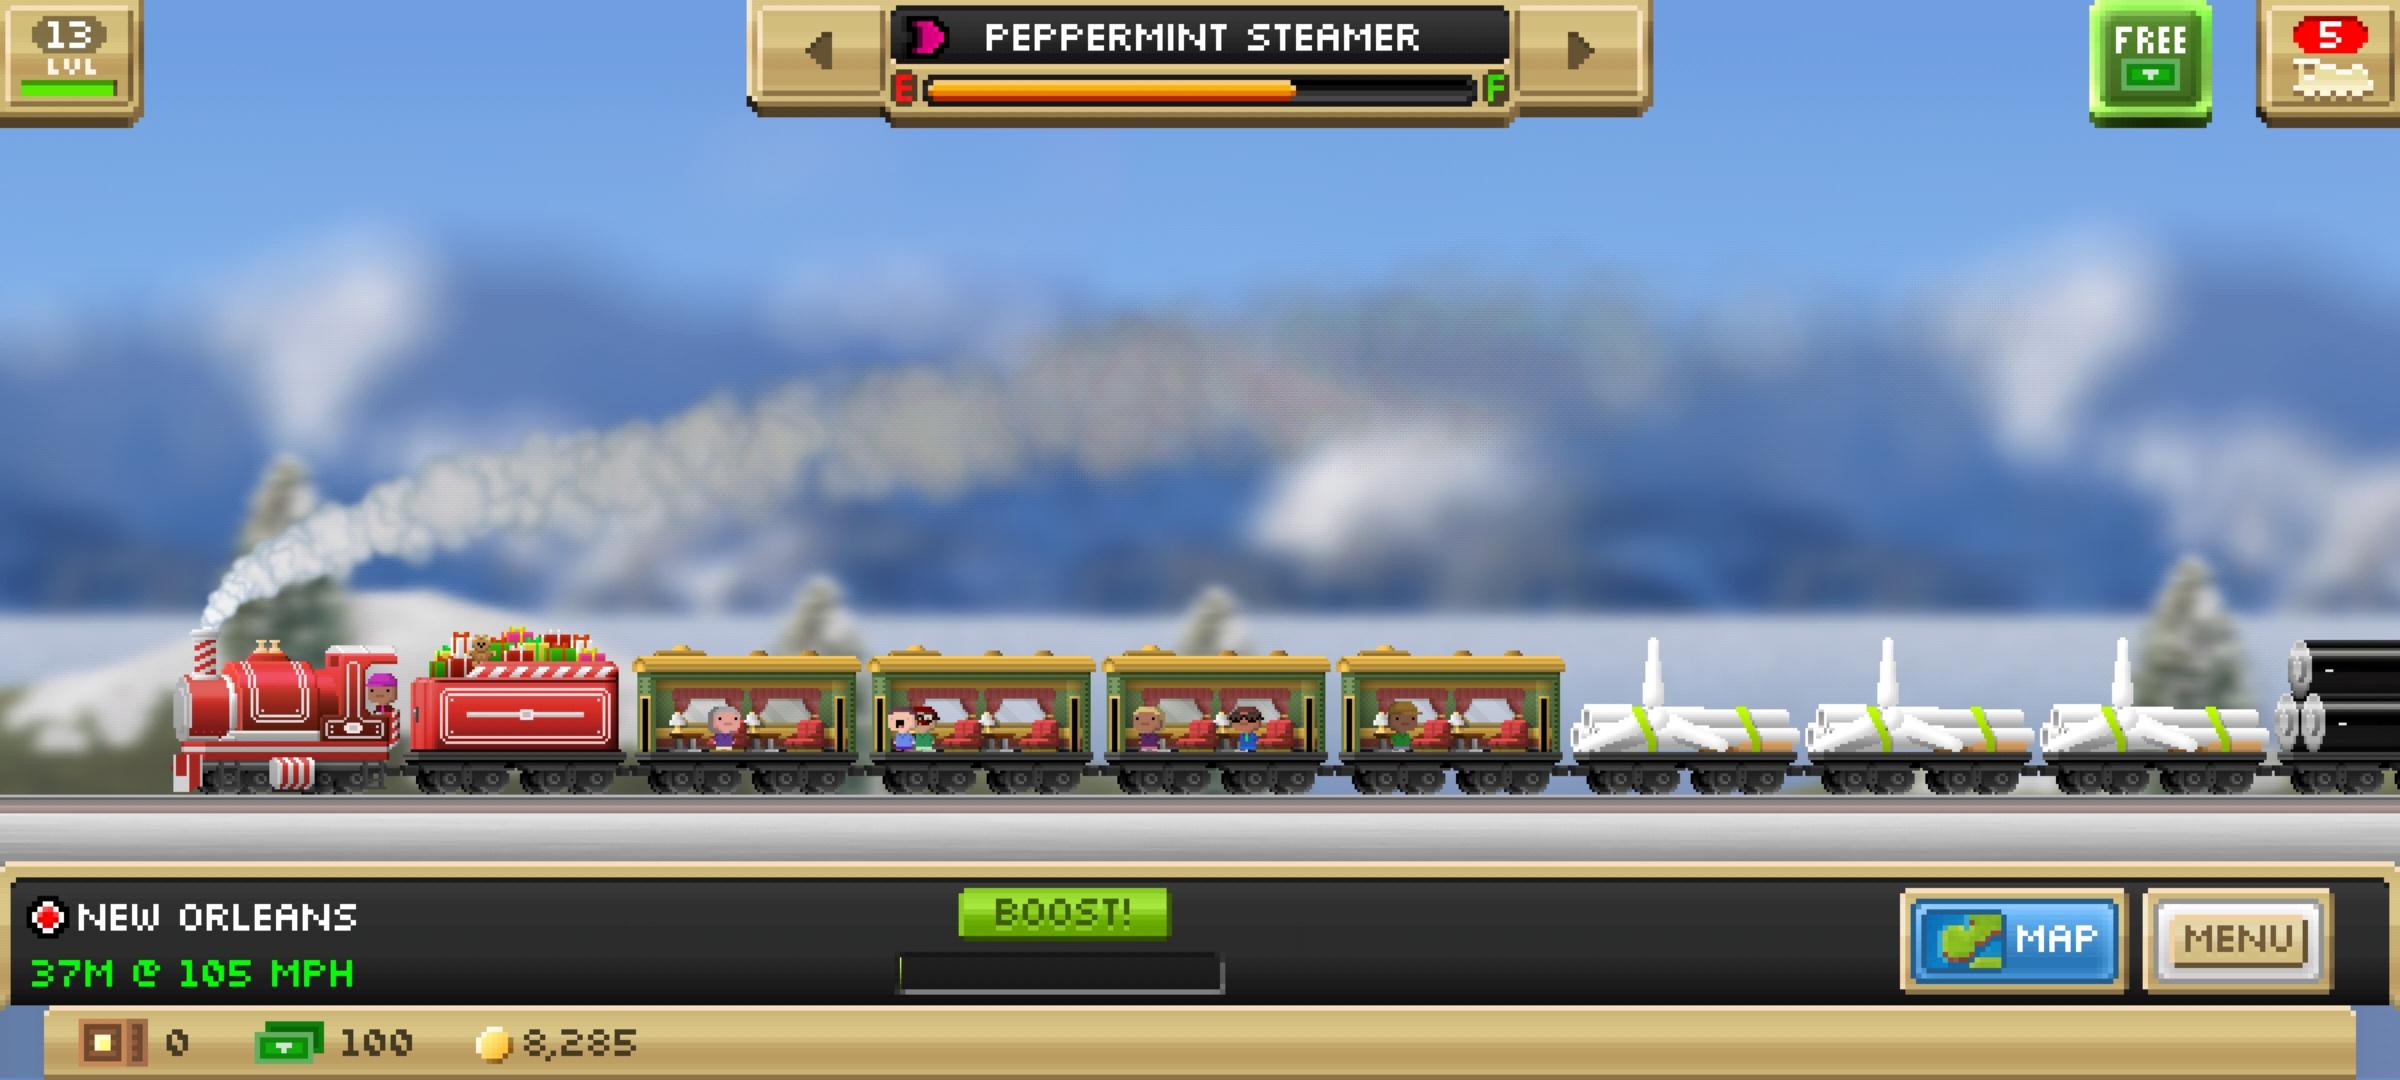 13
LVL
PEPPERMINT STEAMER
E F
FREE
5
NEW ORLEANS
37M @ 105 MPH
BOOST!
MAP
MENU
0
100
8,285